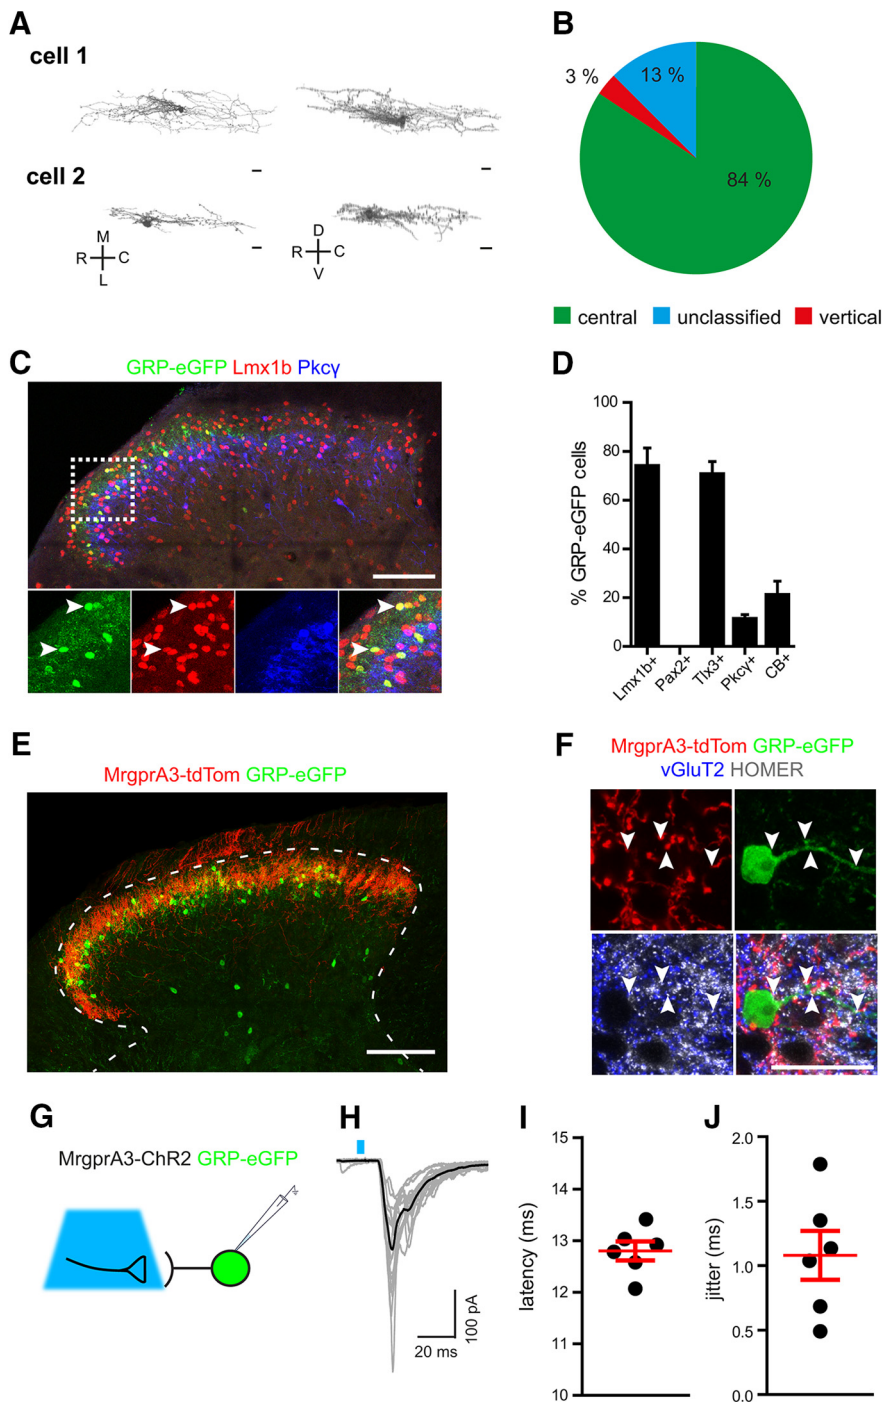 A
cell 1
cell 2
M
R C
L
D
R C
V
B
3 %
13 %
84 %
central unclassified vertical
C
GRP-eGFP Lmx1b Pkcγ
D
% GRP-eGFP cells
100
80
60
40
20
0
Lmx1b+
Pax2+
Tlx3+
Pkcγ+
CB+
E
MrgprA3-tdTom GRP-eGFP
F
MrgprA3-tdTom GRP-eGFP
vGluT2 HOMER
G
MrgprA3-ChR2 GRP-eGFP
H
100 pA
20 ms
I
latency (ms)
15
14
13
12
11
10
J
jitter (ms)
2.0
1.5
1.0
0.5
0.0